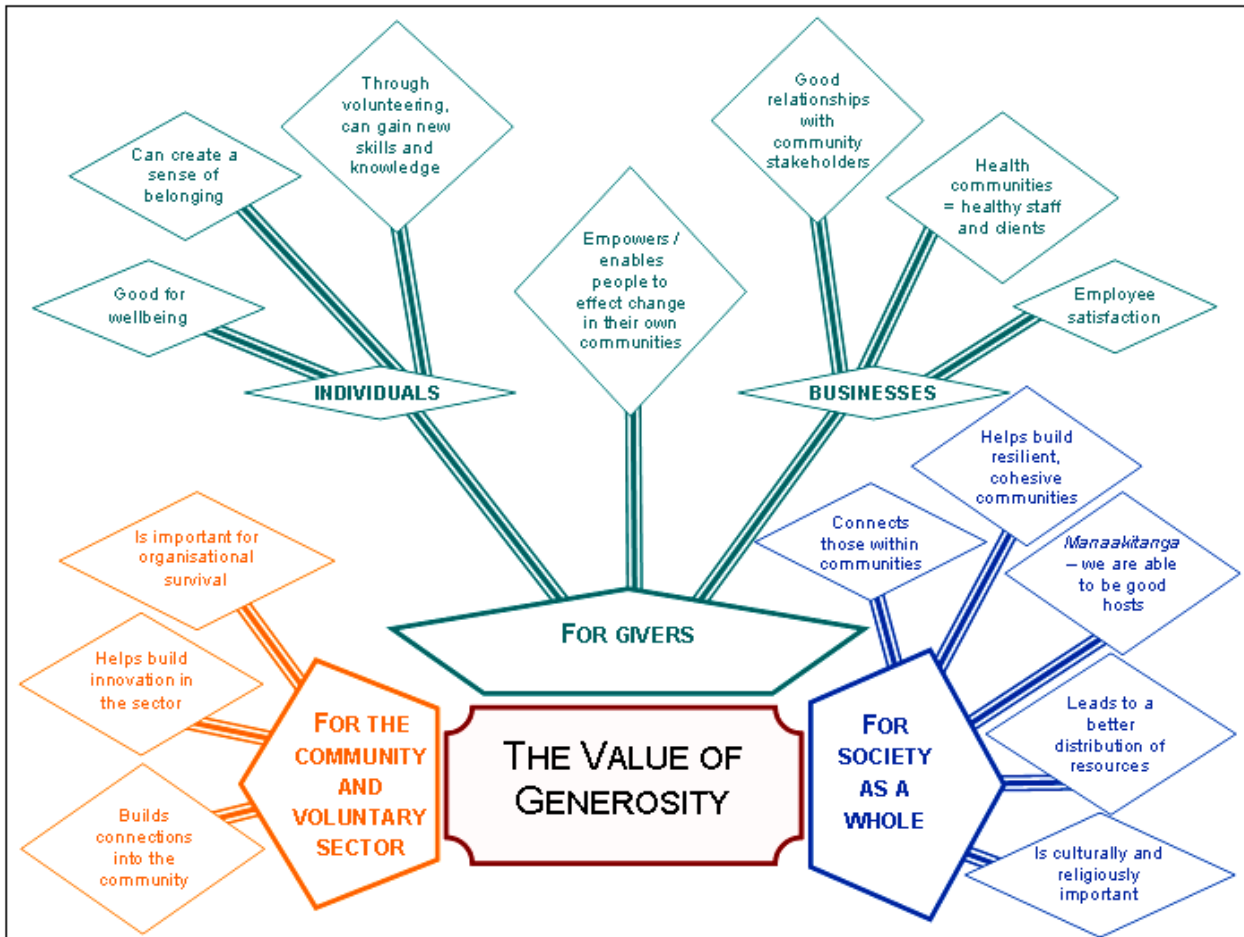 Through
volunteering,
can gain new
skills and
knowledge
Good
relationships
with
community
stakeholders
Can create a
sense of
belonging
Health
communities
= healthy staff
and clients
Empowers /
enables
people to
effect change
in their own
communities
Good for
wellbeing
Employee
satisfaction
INDIVIDUALS
BUSINESSES
Helps build
resilient,
cohesive
communities
Is important for
organisational
survival
Connects
those within
communities
Manaakitanga
– we are able
to be good
hosts
FOR GIVERS
Helps build
innovation in
the sector
FOR THE
COMMUNITY
AND
VOLUNTARY
SECTOR
THE VALUE OF
GENEROSITY
FOR
SOCIETY
AS A
WHOLE
Leads to a
better
distribution of
resources
Builds
connections
into the
community
Is culturally and
religiously
important